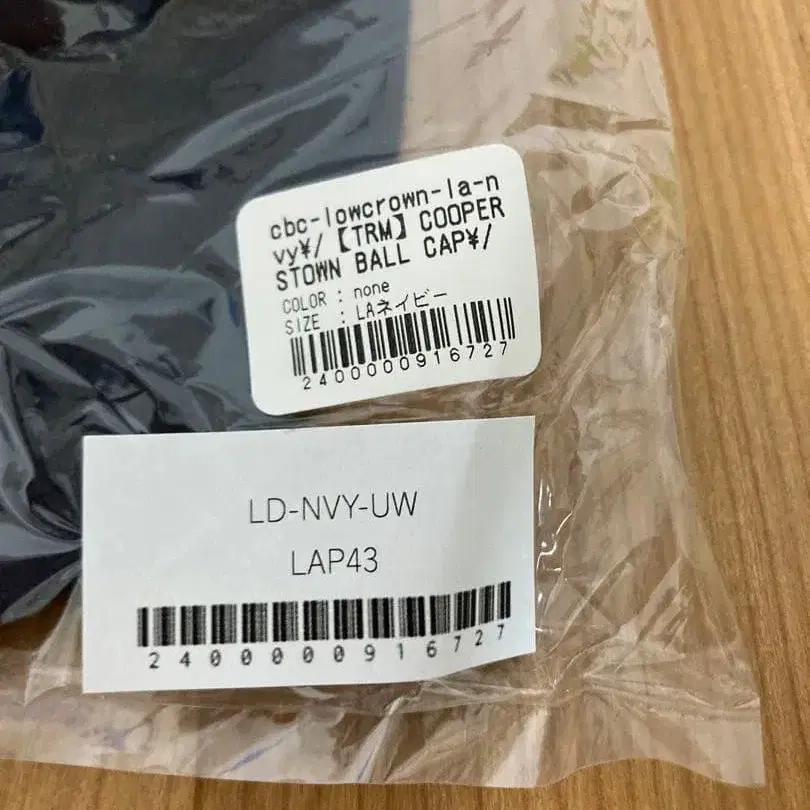 cbc-lowcrown-la-n
vy¥/【TRM】COOPER
STOWN BALL CAP¥/
COLOR : none
SIZE : LAネイビー
2400000916727
LD-NVY-UW
LAP43
2400000916727